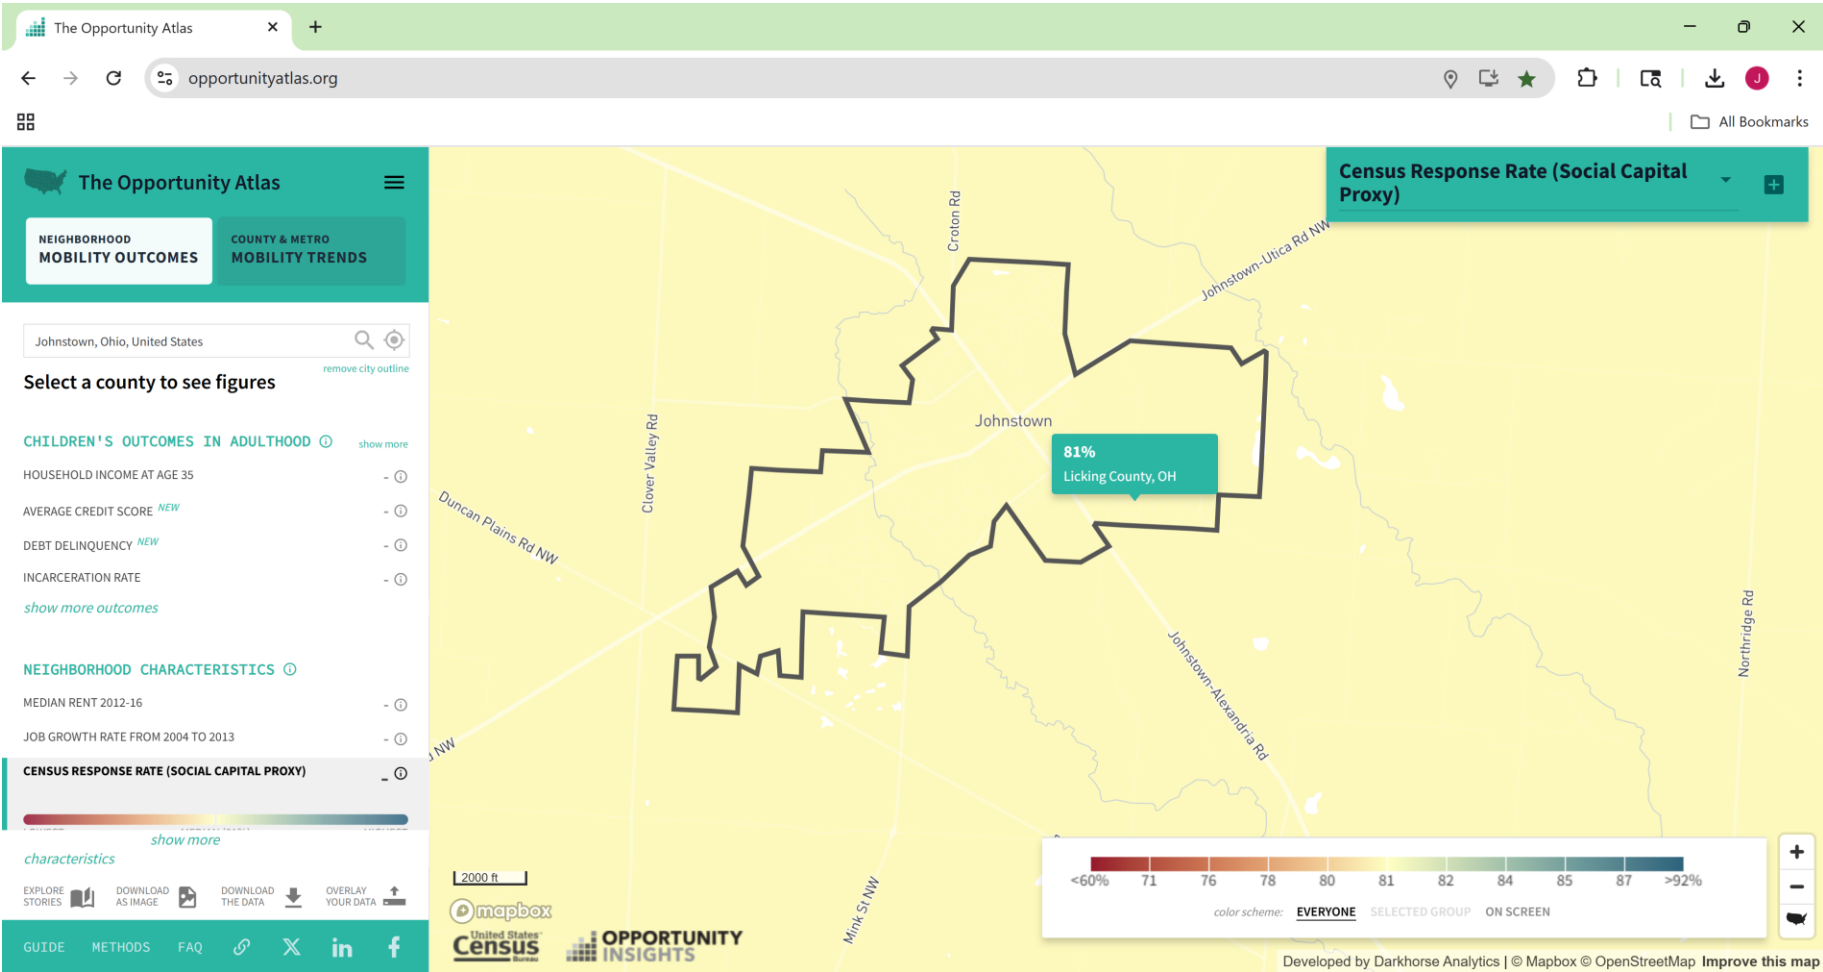 The Opportunity Atlas
opportunityatlas.org
J
All Bookmarks
The Opportunity Atlas
NEIGHBORHOOD
MOBILITY OUTCOMES
COUNTY & METRO
MOBILITY TRENDS
Johnstown, Ohio, United States
remove city outline
Select a county to see figures
CHILDREN'S OUTCOMES IN ADULTHOOD
show more
HOUSEHOLD INCOME AT AGE 35 -
AVERAGE CREDIT SCORE NEW -
DEBT DELINQUENCY NEW -
INCARCERATION RATE -
show more outcomes
NEIGHBORHOOD CHARACTERISTICS
MEDIAN RENT 2012-16 -
JOB GROWTH RATE FROM 2004 TO 2013 -
CENSUS RESPONSE RATE (SOCIAL CAPITAL PROXY) -
show more
characteristics
EXPLORE
STORIES
DOWNLOAD
AS IMAGE
DOWNLOAD
THE DATA
OVERLAY
YOUR DATA
GUIDE METHODS FAQ
Census Response Rate (Social Capital
Proxy)
Croton Rd
Johnstown-Utica Rd NW
Johnstown
81%
Licking County, OH
Clover Valley Rd
Duncan Plains Rd NW
Northridge Rd
Johnstown-Alexandria Rd
d NW
Mink St NW
2000 ft
mapbox
United States
Census
Bureau
OPPORTUNITY
INSIGHTS
<60% 71 76 78 80 81 82 84 85 87 >92%
color scheme: EVERYONE SELECTED GROUP ON SCREEN
Developed by Darkhorse Analytics | © Mapbox © OpenStreetMap Improve this map